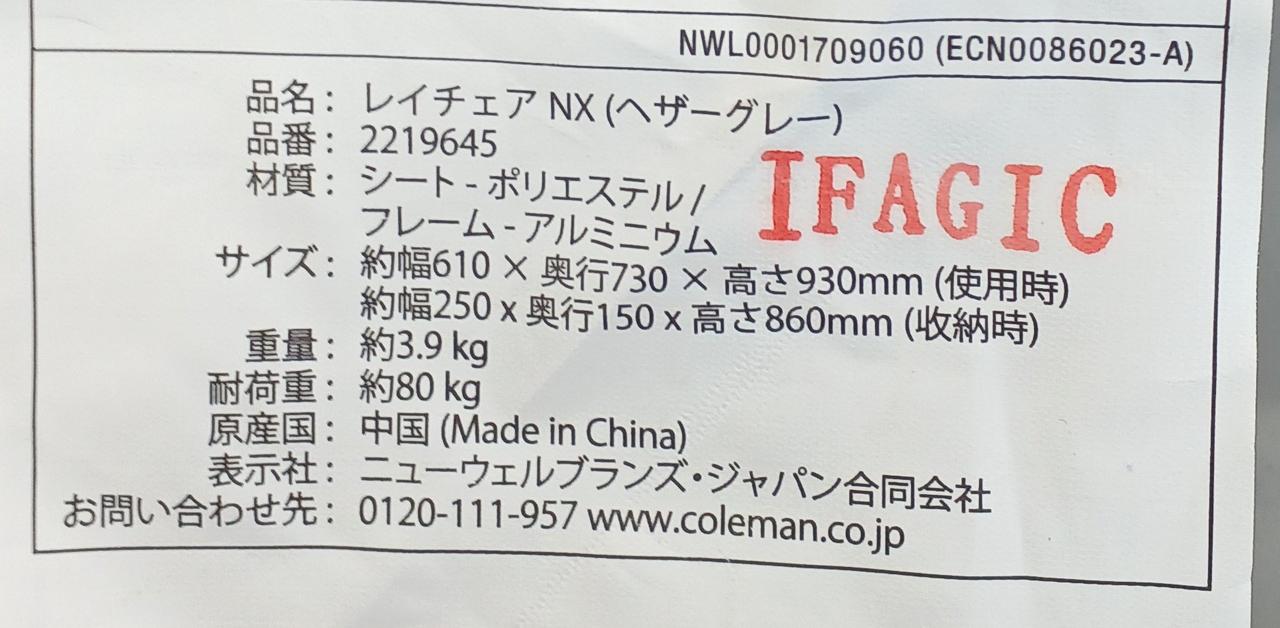 NWL0001709060 (ECN0086023-A)
品名： レイチェア NX (ヘザーグレー)
品番： 2219645
材質： シート - ポリエステル /
フレーム - アルミニウム
IFAGIC
サイズ： 約幅610 × 奥行730 × 高さ930mm (使用時)
約幅250 x 奥行150 x 高さ860mm (収納時)
重量： 約3.9 kg
耐荷重： 約80 kg
原産国： 中国 (Made in China)
表示社： ニューウェルブランズ・ジャパン合同会社
お問い合わせ先： 0120-111-957 www.coleman.co.jp